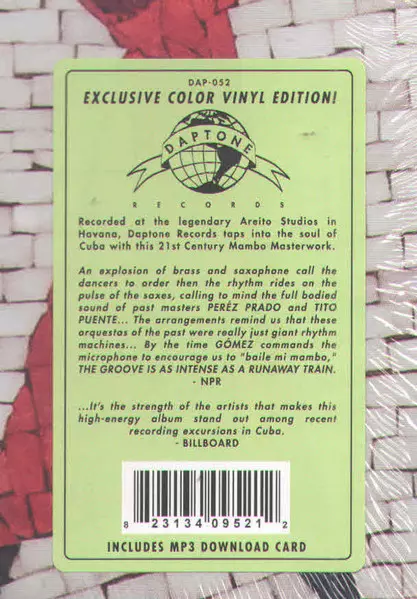 DAP-052
EXCLUSIVE COLOR VINYL EDITION!
DAPTONE
RECORDS
Recorded at the legendary Areito Studios in
Havana, Daptone Records taps into the soul of
Cuba with this 21st Century Mambo Masterwork.
An explosion of brass and saxophone call the
dancers to order then the rhythm rides on the
pulse of the saxes, calling to mind the full bodied
sound of past masters PERÉZ PRADO and TITO
PUENTE... The arrangements remind us that these
orquestas of the past were really just giant rhythm
machines... By the time GÓMEZ commands the
microphone to encourage us to "baile mi mambo,"
THE GROOVE IS AS INTENSE AS A RUNAWAY TRAIN.
- NPR
...It's the strength of the artists that makes this
high-energy album stand out among recent
recording excursions in Cuba.
- BILLBOARD
8 23134 09521 2
INCLUDES MP3 DOWNLOAD CARD